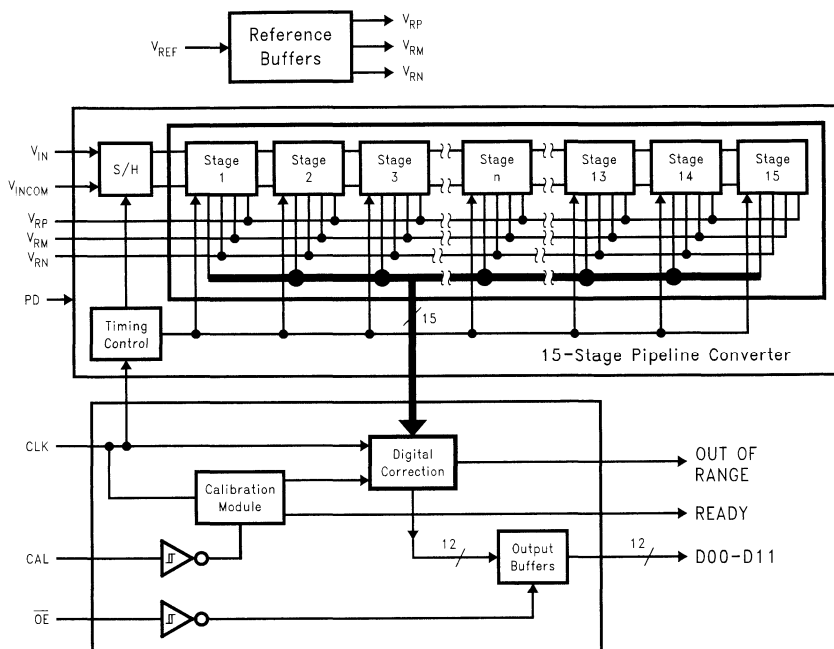 V_REF
Reference
Buffers
V_RP
V_RM
V_RN
V_IN
V_INCOM
V_RP
V_RM
V_RN
PD
S/H
Stage
1
Stage
2
Stage
3
Stage
n
Stage
13
Stage
14
Stage
15
15
Timing
Control
15-Stage Pipeline Converter
CLK
Digital
Correction
OUT OF
RANGE
Calibration
Module
READY
CAL
12
Output
Buffers
12
D00-D11
O̅E̅